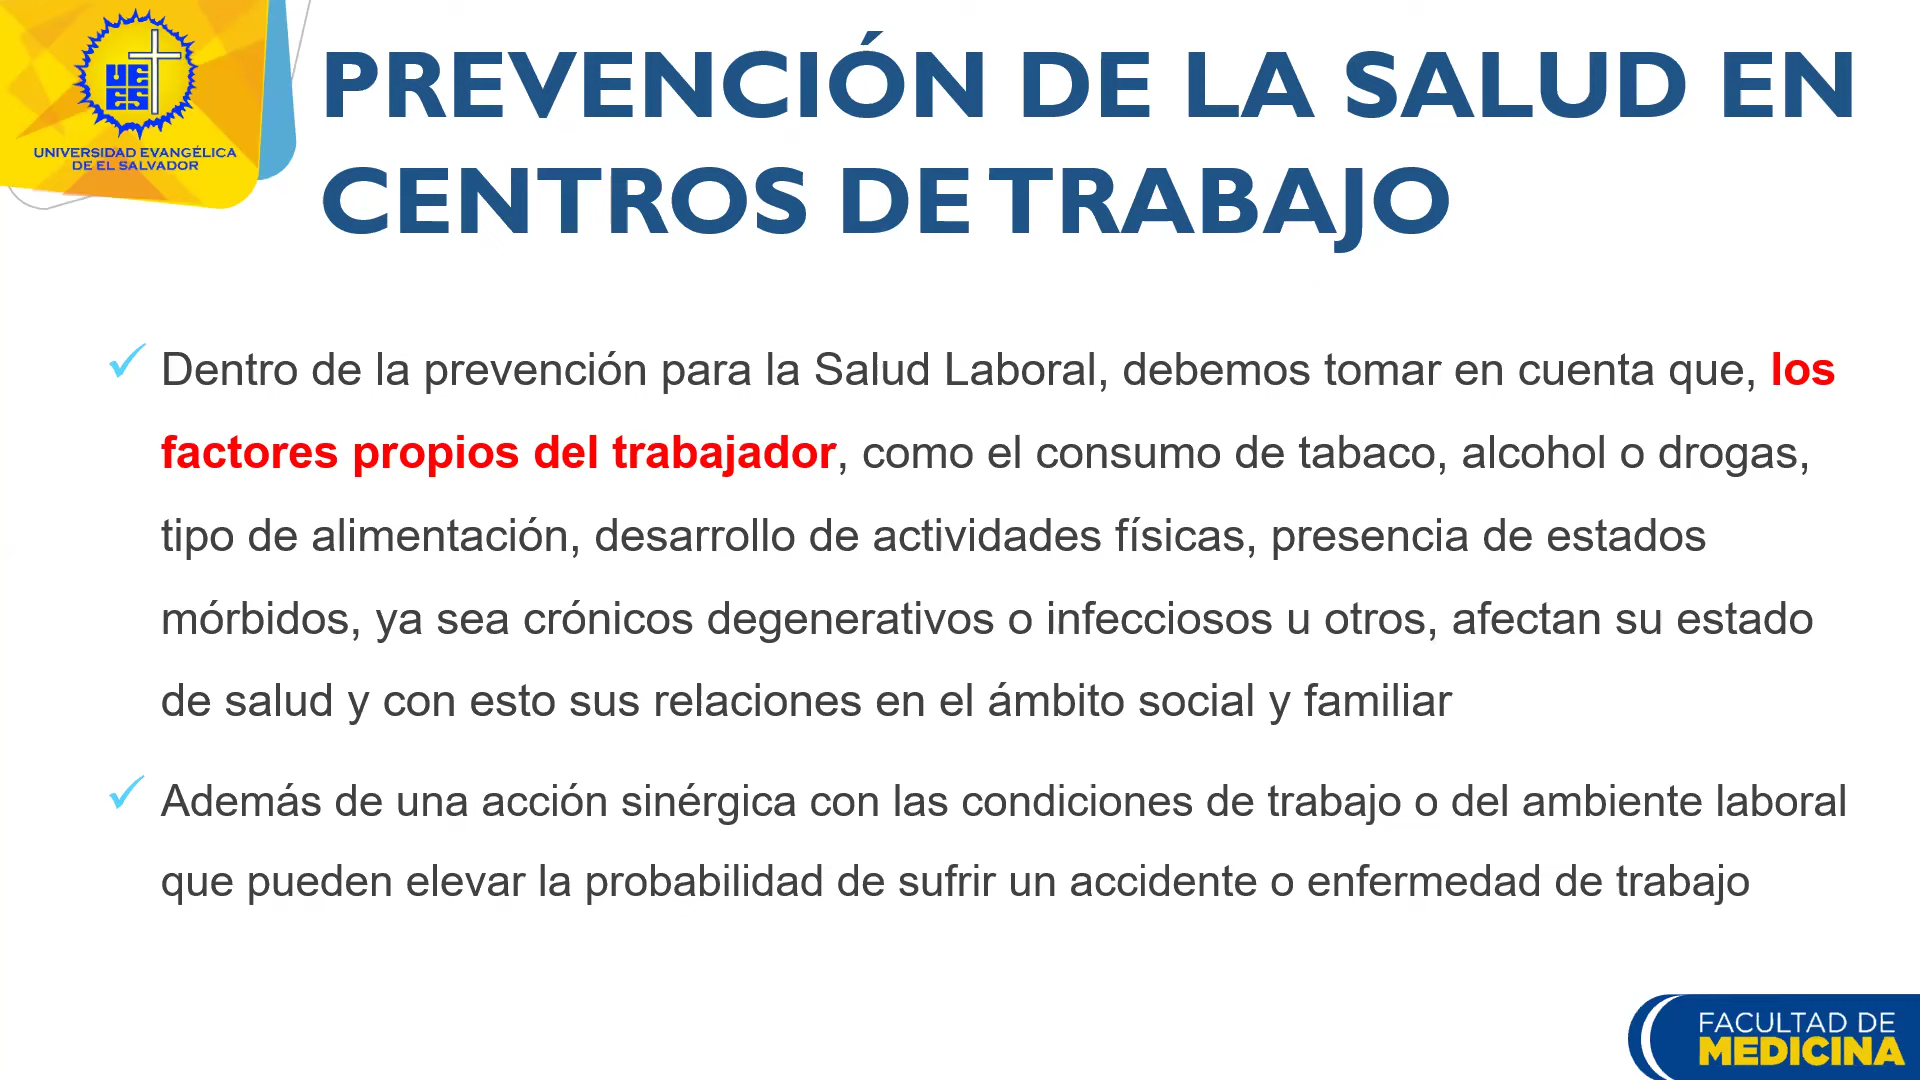 UE
ES
UNIVERSIDAD EVANGÉLICA
DE EL SALVADOR
PREVENCIÓN DE LA SALUD EN
CENTROS DE TRABAJO
✓ Dentro de la prevención para la Salud Laboral, debemos tomar en cuenta que, los
factores propios del trabajador, como el consumo de tabaco, alcohol o drogas,
tipo de alimentación, desarrollo de actividades físicas, presencia de estados
mórbidos, ya sea crónicos degenerativos o infecciosos u otros, afectan su estado
de salud y con esto sus relaciones en el ámbito social y familiar
✓ Además de una acción sinérgica con las condiciones de trabajo o del ambiente laboral
que pueden elevar la probabilidad de sufrir un accidente o enfermedad de trabajo
FACULTAD DE
MEDICINA